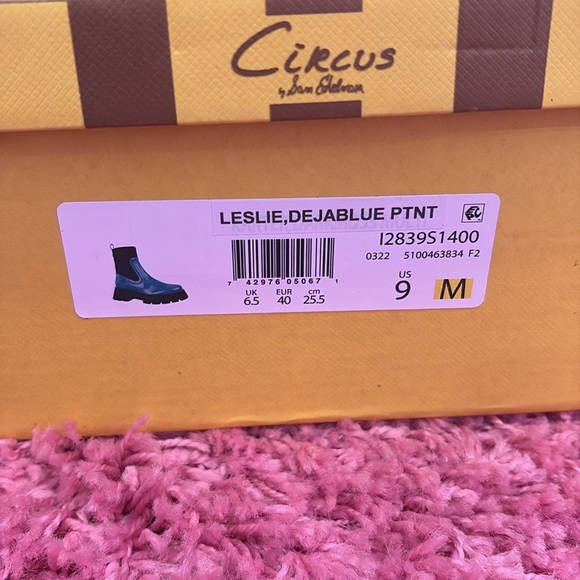 CIRCUS
by Sam Edelman
LESLIE,DEJABLUE PTNT
I2839S1400
0322 5100463834 F2
7 42976 05067 1
UK EUR cm
6.5 40 25.5
US
9 M